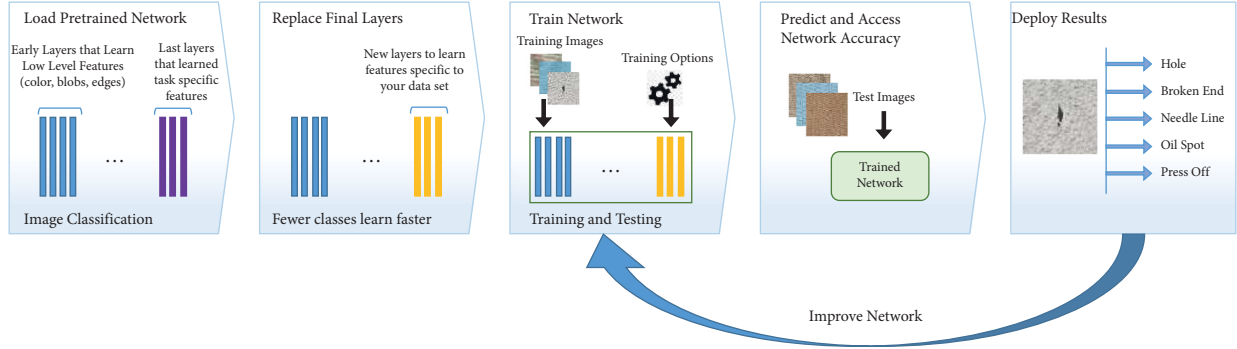 Load Pretrained Network
Early Layers that Learn
Low Level Features
(color, blobs, edges)
Last layers
that learned
task specific
features
...
Image Classification
Replace Final Layers
New layers to learn
features specific to
your data set
...
Fewer classes learn faster
Train Network
Training Images
Training Options
...
Training and Testing
Predict and Access
Network Accuracy
Test Images
Trained
Network
Deploy Results
Hole
Broken End
Needle Line
Oil Spot
Press Off
Improve Network